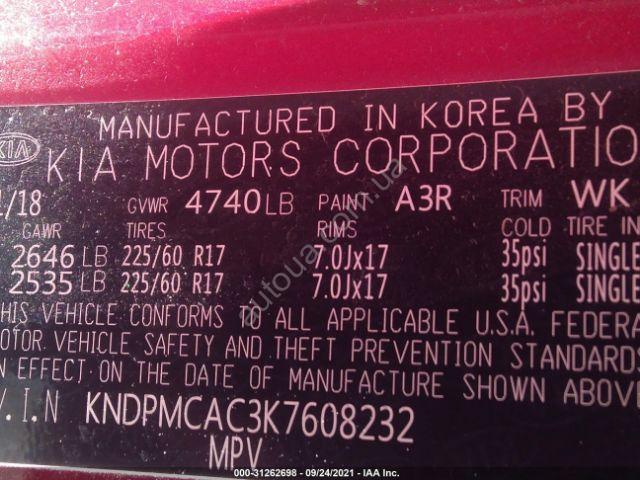 MANUFACTURED IN KOREA BY
KIA KIA MOTORS CORPORATIO
/18 GVWR 4740LB PAINT A3R TRIM WK
GAWR TIRES RIMS COLD TIRE IN
2646 LB 225/60 R17 7.0Jx17 35psi SINGLE
2535 LB 225/60 R17 7.0Jx17 35psi SINGLE
HIS VEHICLE CONFORMS TO ALL APPLICABLE U.S.A. FEDERA
OTOR VEHICLE SAFETY AND THEFT PREVENTION STANDARDS
N EFFECT ON THE DATE OF MANUFACTURE SHOWN ABOV
V.I.N KNDPMCAC3K7608232
MPV
autoua.com.ua
000-31262698 - 09/24/2021 - IAA Inc.